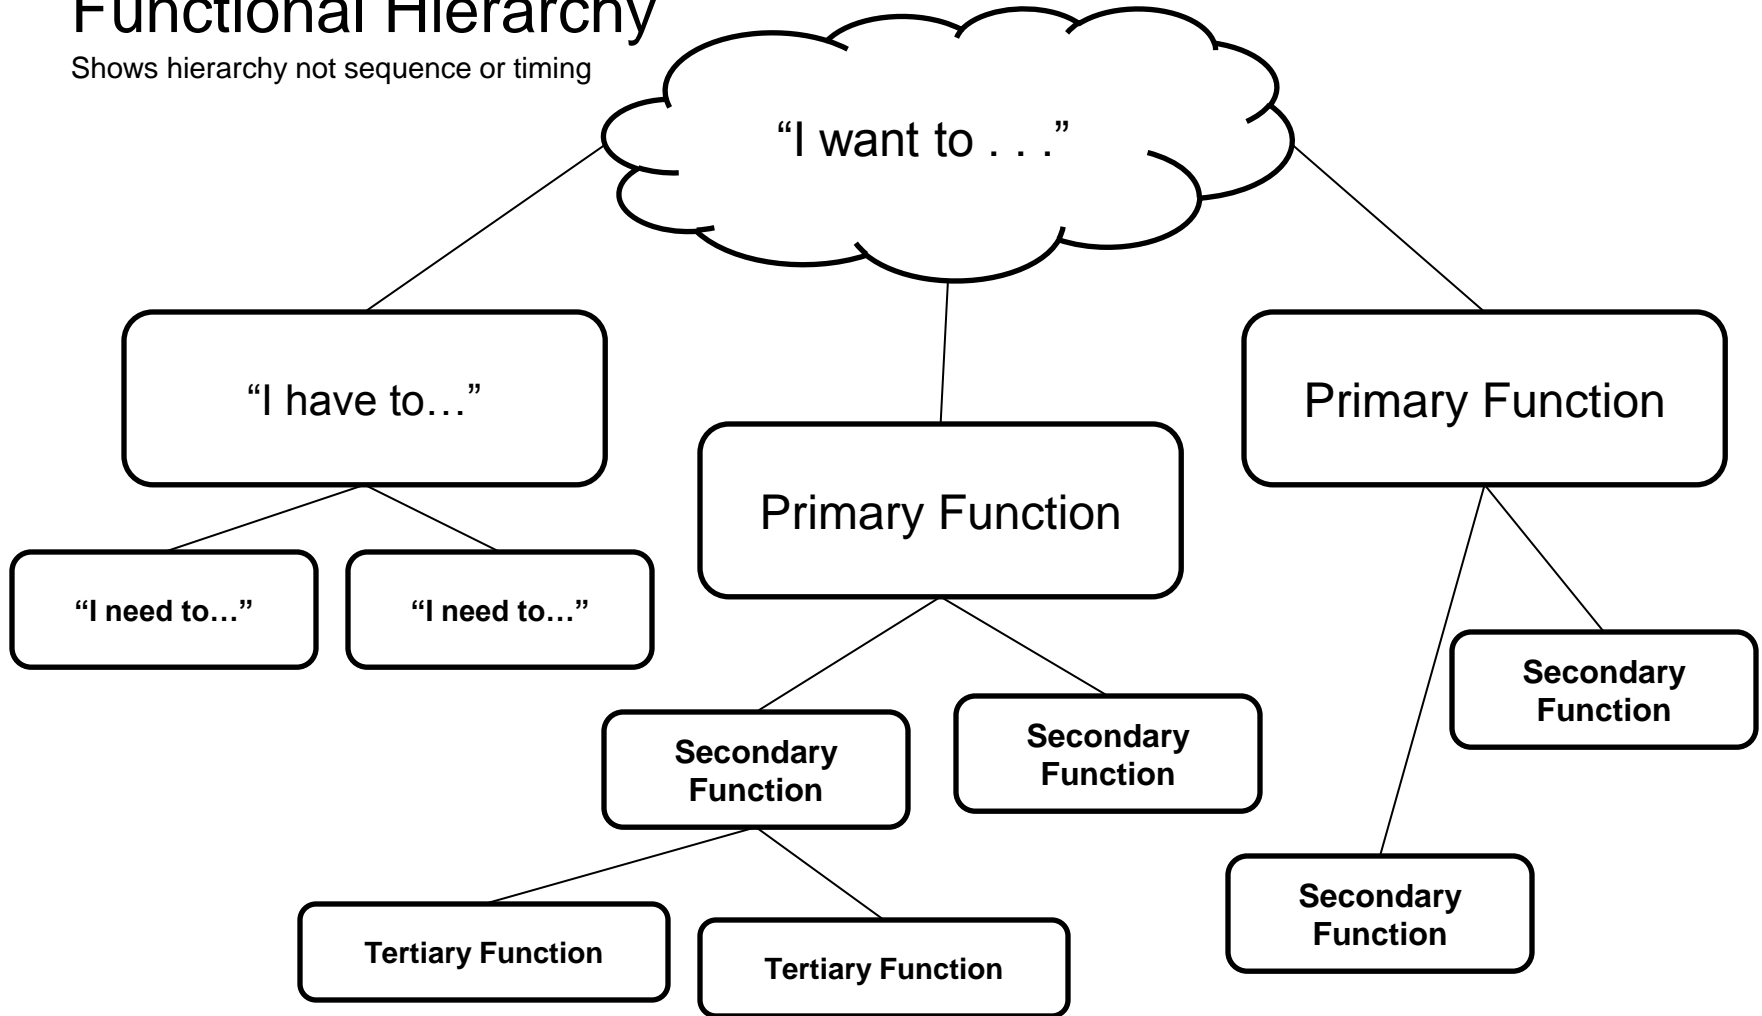 Functional Hierarchy
Shows hierarchy not sequence or timing
“I want to . . .”
“I have to…”
Primary Function
Primary Function
“I need to…”
“I need to…”
Secondary
Function
Secondary
Function
Secondary
Function
Secondary
Function
Tertiary Function
Tertiary Function